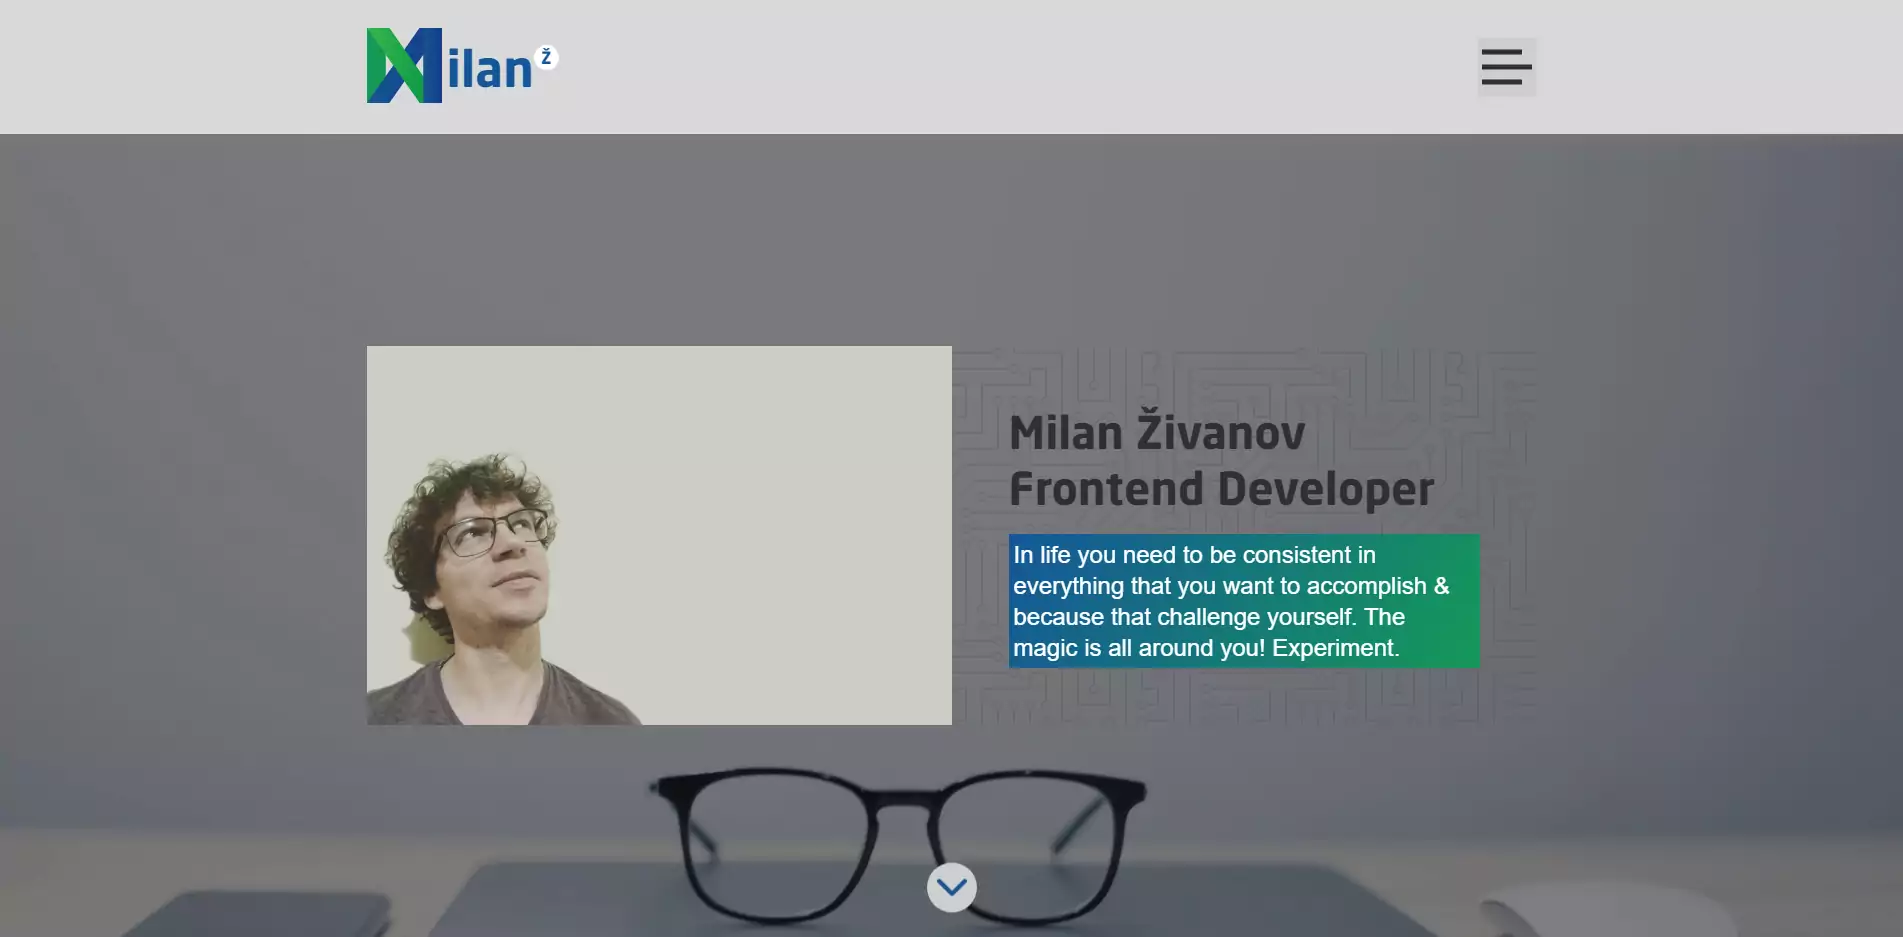 Milan Ž
Milan Živanov
Frontend Developer
In life you need to be consistent in
everything that you want to accomplish &
because that challenge yourself. The
magic is all around you! Experiment.